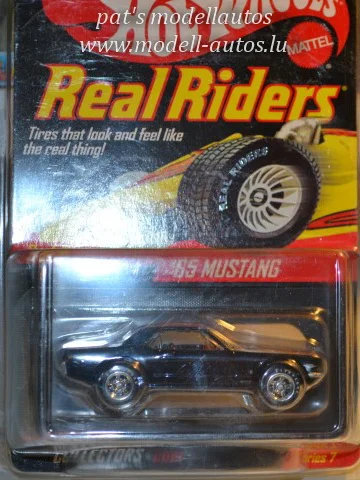 pat's modellautos
www.modell-autos.lu
MATTEL
Real Riders
Tires that look and feel like
the real thing!
REAL RIDERS
'65 MUSTANG
COLLECTORS
Series 7